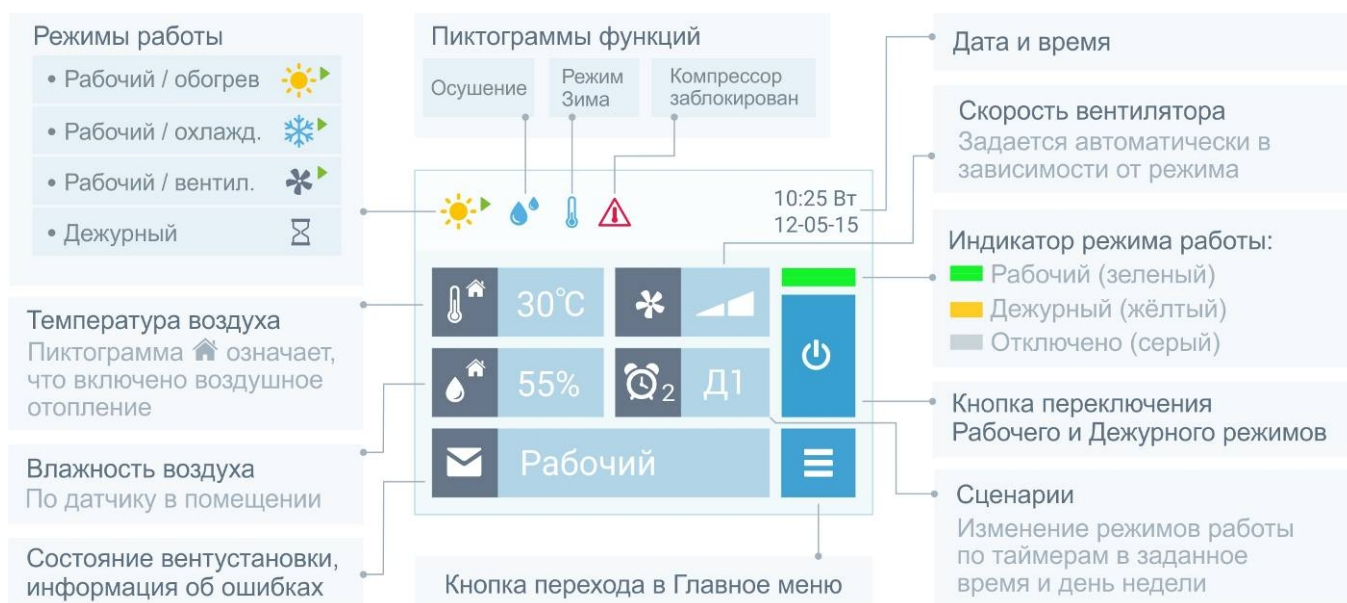 Режимы работы
• Рабочий / обогрев
• Рабочий / охлажд.
• Рабочий / вентил.
• Дежурный
Температура воздуха
Пиктограмма означает,
что включено воздушное
отопление
Влажность воздуха
По датчику в помещении
Состояние вентустановки,
информация об ошибках
Пиктограммы функций
Осушение
Режим
Зима
Компрессор
заблокирован
10:25 Вт
12-05-15
30°C
55%
2
Д1
Рабочий
Кнопка перехода в Главное меню
Дата и время
Скорость вентилятора
Задается автоматически в
зависимости от режима
Индикатор режима работы:
Рабочий (зеленый)
Дежурный (жёлтый)
Отключено (серый)
Кнопка переключения
Рабочего и Дежурного режимов
Сценарии
Изменение режимов работы
по таймерам в заданное
время и день недели